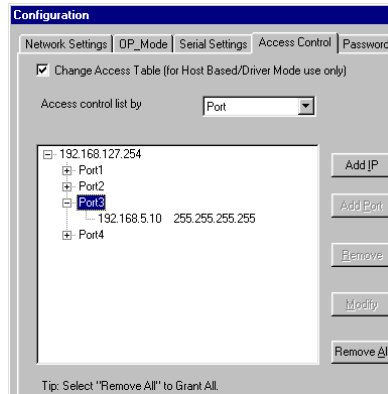 Configuration
Network Settings OP_Mode Serial Settings Access Control Password
Change Access Table (for Host Based/Driver Mode use only)
Access control list by Port
192.168.127.254
Port1
Port2
Port3
192.168.5.10 255.255.255.255
Port4
Add IP
Add Port
Remove
Modify
Remove Al
Tip: Select "Remove All" to Grant All.